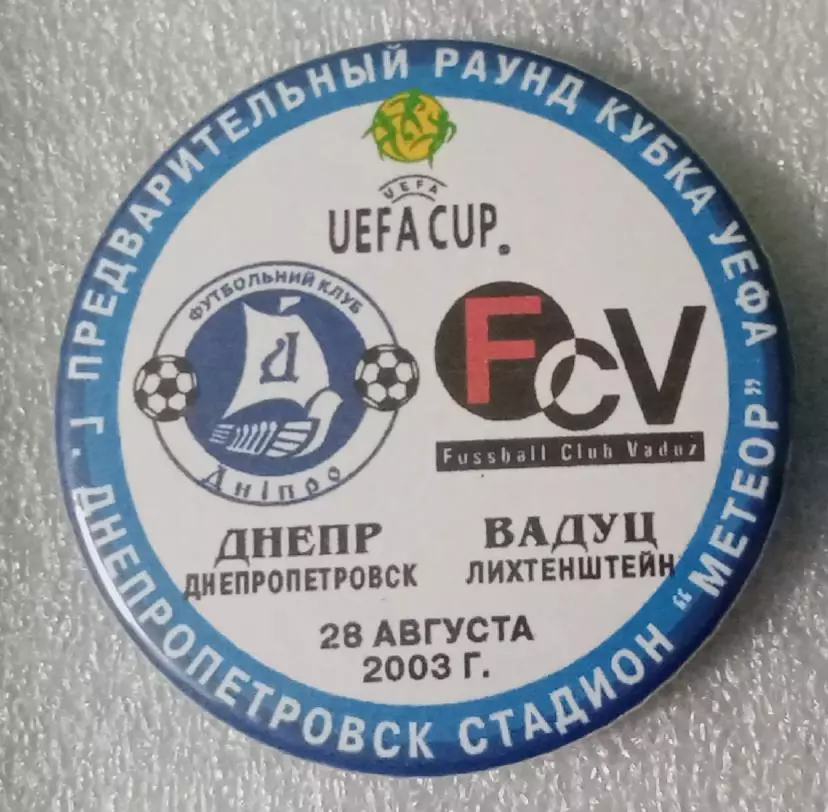 ПРЕДВАРИТЕЛЬНЫЙ РАУНД КУБКА УЕФА
Г. ДНЕПРОПЕТРОВСК СТАДИОН “МЕТЕОР”
UEFA
UEFA CUP
ФУТБОЛЬНИЙ КЛУБ
Д
Дніпро
FCV
Fussball Club Vaduz
ДНЕПР
ДНЕПРОПЕТРОВСК
ВАДУЦ
ЛИХТЕНШТЕЙН
28 АВГУСТА
2003 Г.